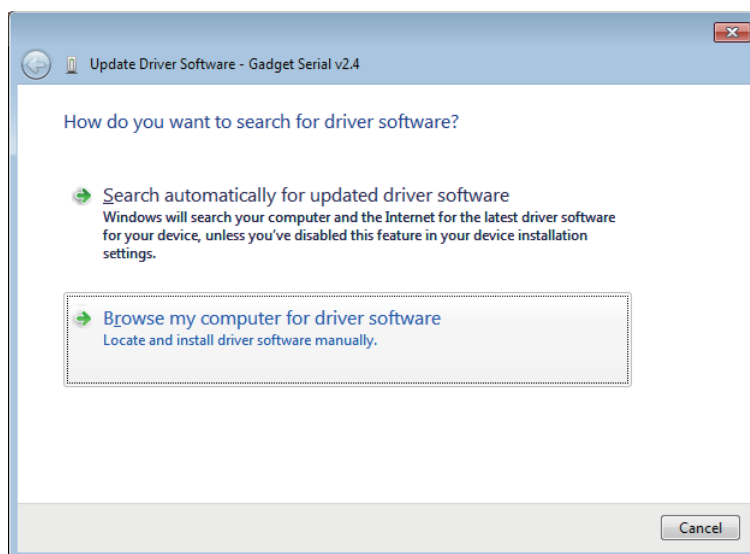 Update Driver Software - Gadget Serial v2.4
How do you want to search for driver software?
Search automatically for updated driver software
Windows will search your computer and the Internet for the latest driver software
for your device, unless you've disabled this feature in your device installation
settings.
Browse my computer for driver software
Locate and install driver software manually.
Cancel